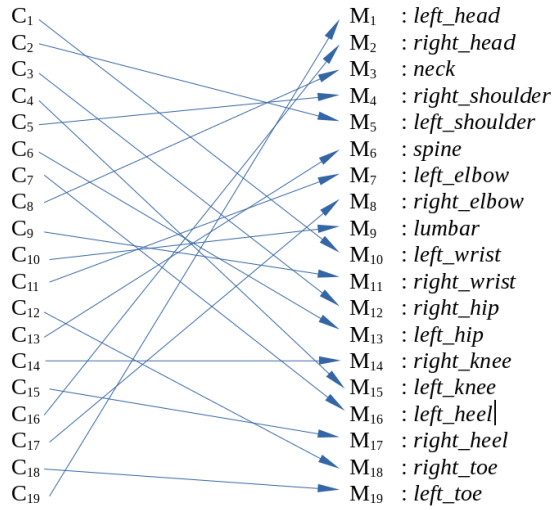 C₁ M₁ : left_head
C₂ M₂ : right_head
C₃ M₃ : neck
C₄ M₄ : right_shoulder
C₅ M₅ : left_shoulder
C₆ M₆ : spine
C₇ M₇ : left_elbow
C₈ M₈ : right_elbow
C₉ M₉ : lumbar
C₁₀ M₁₀ : left_wrist
C₁₁ M₁₁ : right_wrist
C₁₂ M₁₂ : right_hip
C₁₃ M₁₃ : left_hip
C₁₄ M₁₄ : right_knee
C₁₅ M₁₅ : left_knee
C₁₆ M₁₆ : left_heel
C₁₇ M₁₇ : right_heel
C₁₈ M₁₈ : right_toe
C₁₉ M₁₉ : left_toe